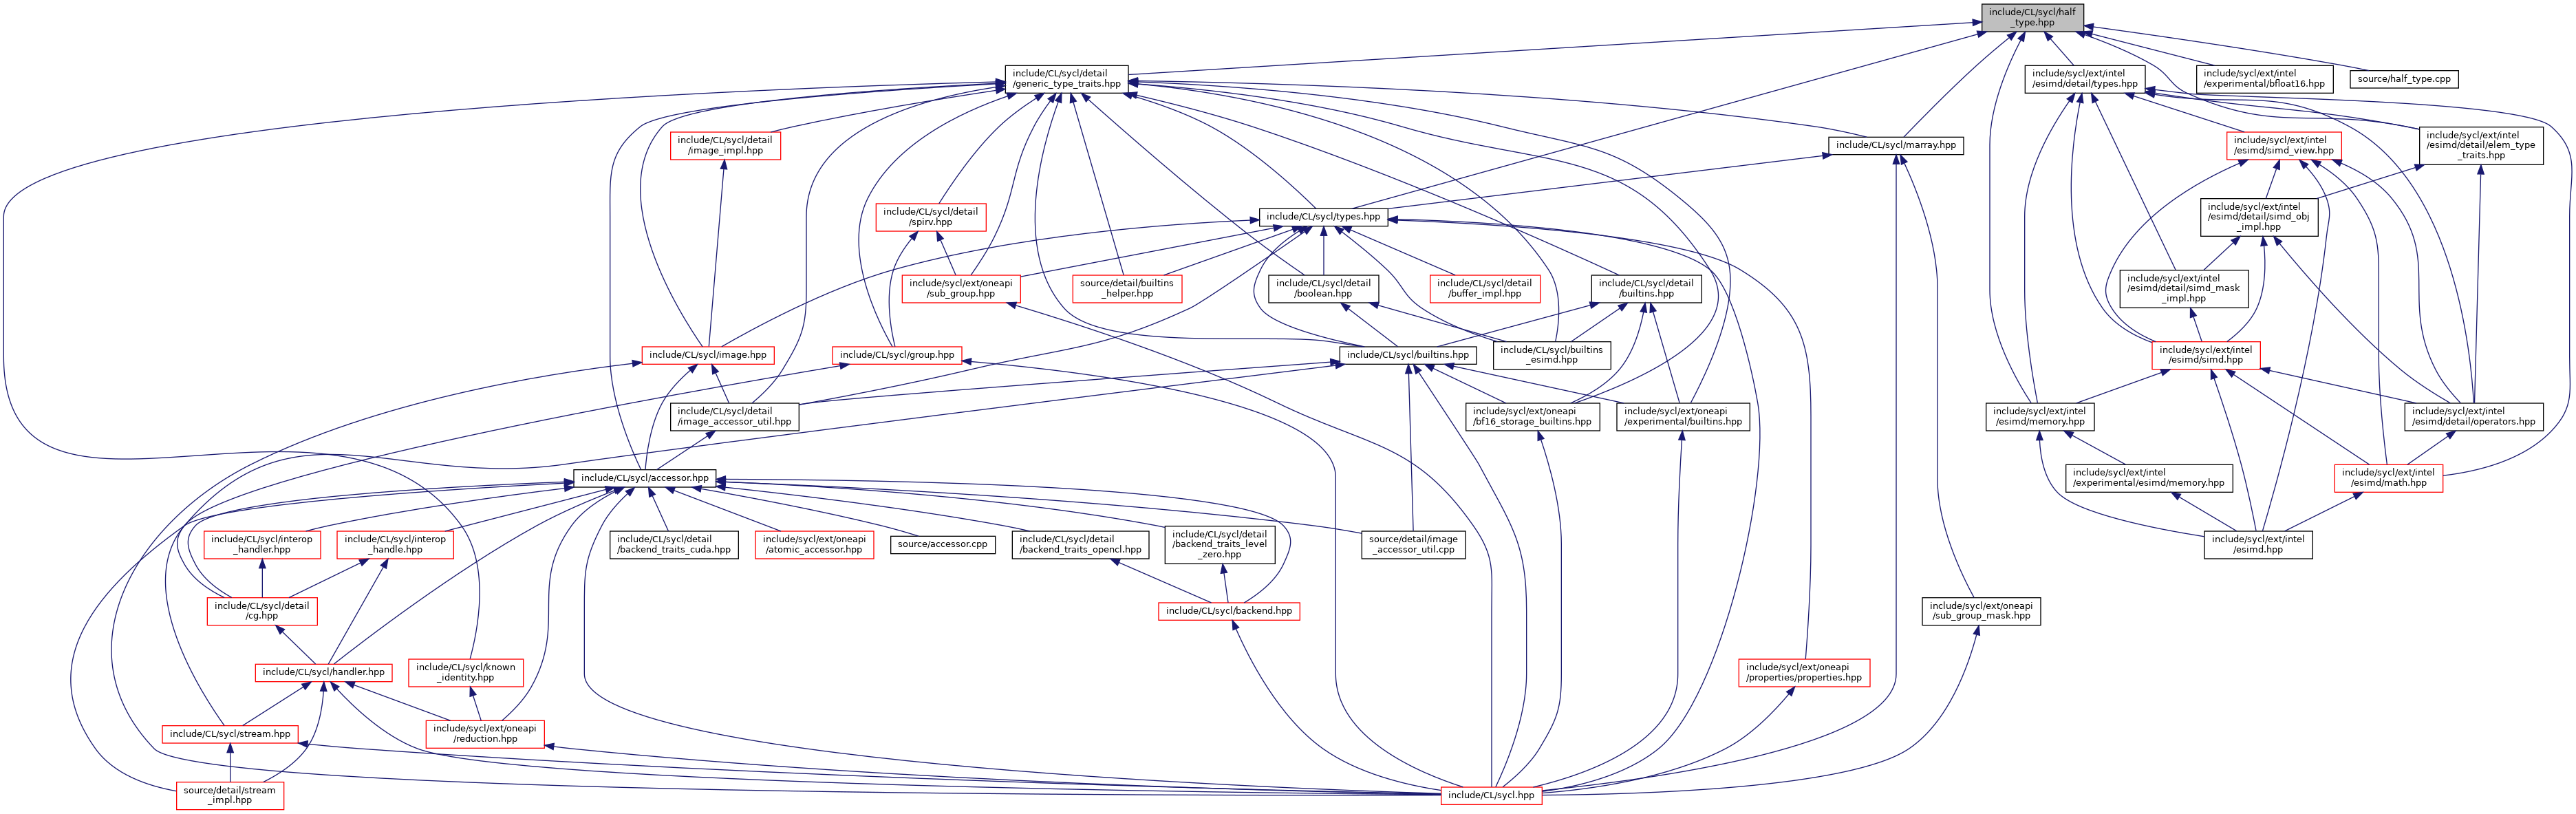 include/CL/sycl/half
_type.hpp
include/CL/sycl/detail
/generic_type_traits.hpp
include/sycl/ext/intel
/esimd/detail/types.hpp
include/sycl/ext/intel
/experimental/bfloat16.hpp
source/half_type.cpp
include/CL/sycl/detail
/image_impl.hpp
include/CL/sycl/marray.hpp
include/sycl/ext/intel
/esimd/simd_view.hpp
include/sycl/ext/intel
/esimd/detail/elem_type
_traits.hpp
include/CL/sycl/detail
/spirv.hpp
include/CL/sycl/types.hpp
include/sycl/ext/intel
/esimd/detail/simd_obj
_impl.hpp
include/sycl/ext/oneapi
/sub_group.hpp
source/detail/builtins
_helper.hpp
include/CL/sycl/detail
/boolean.hpp
include/CL/sycl/detail
/buffer_impl.hpp
include/CL/sycl/detail
/builtins.hpp
include/sycl/ext/intel
/esimd/detail/simd_mask
_impl.hpp
include/CL/sycl/image.hpp
include/CL/sycl/group.hpp
include/CL/sycl/builtins.hpp
include/CL/sycl/builtins
_esimd.hpp
include/sycl/ext/intel
/esimd/simd.hpp
include/CL/sycl/detail
/image_accessor_util.hpp
include/sycl/ext/oneapi
/bf16_storage_builtins.hpp
include/sycl/ext/oneapi
/experimental/builtins.hpp
include/sycl/ext/intel
/esimd/memory.hpp
include/sycl/ext/intel
/esimd/detail/operators.hpp
include/CL/sycl/accessor.hpp
include/sycl/ext/intel
/experimental/esimd/memory.hpp
include/sycl/ext/intel
/esimd/math.hpp
include/CL/sycl/interop
_handler.hpp
include/CL/sycl/interop
_handle.hpp
include/CL/sycl/detail
/backend_traits_cuda.hpp
include/sycl/ext/oneapi
/atomic_accessor.hpp
source/accessor.cpp
include/CL/sycl/detail
/backend_traits_opencl.hpp
include/CL/sycl/detail
/backend_traits_level
_zero.hpp
source/detail/image
_accessor_util.cpp
include/sycl/ext/intel
/esimd.hpp
include/CL/sycl/detail
/cg.hpp
include/CL/sycl/backend.hpp
include/sycl/ext/oneapi
/sub_group_mask.hpp
include/CL/sycl/handler.hpp
include/CL/sycl/known
_identity.hpp
include/sycl/ext/oneapi
/properties/properties.hpp
include/CL/sycl/stream.hpp
include/sycl/ext/oneapi
/reduction.hpp
source/detail/stream
_impl.hpp
include/CL/sycl.hpp